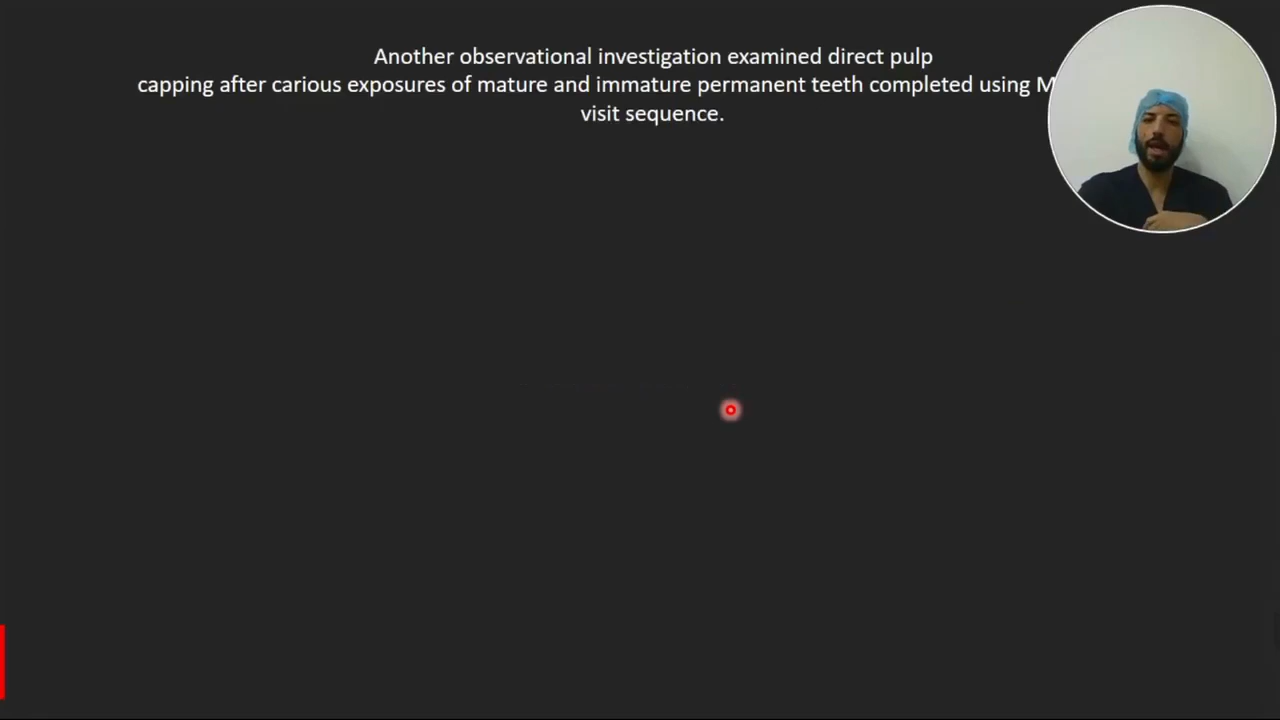 Another observational investigation examined direct pulp
capping after carious exposures of mature and immature permanent teeth completed using
visit sequence.